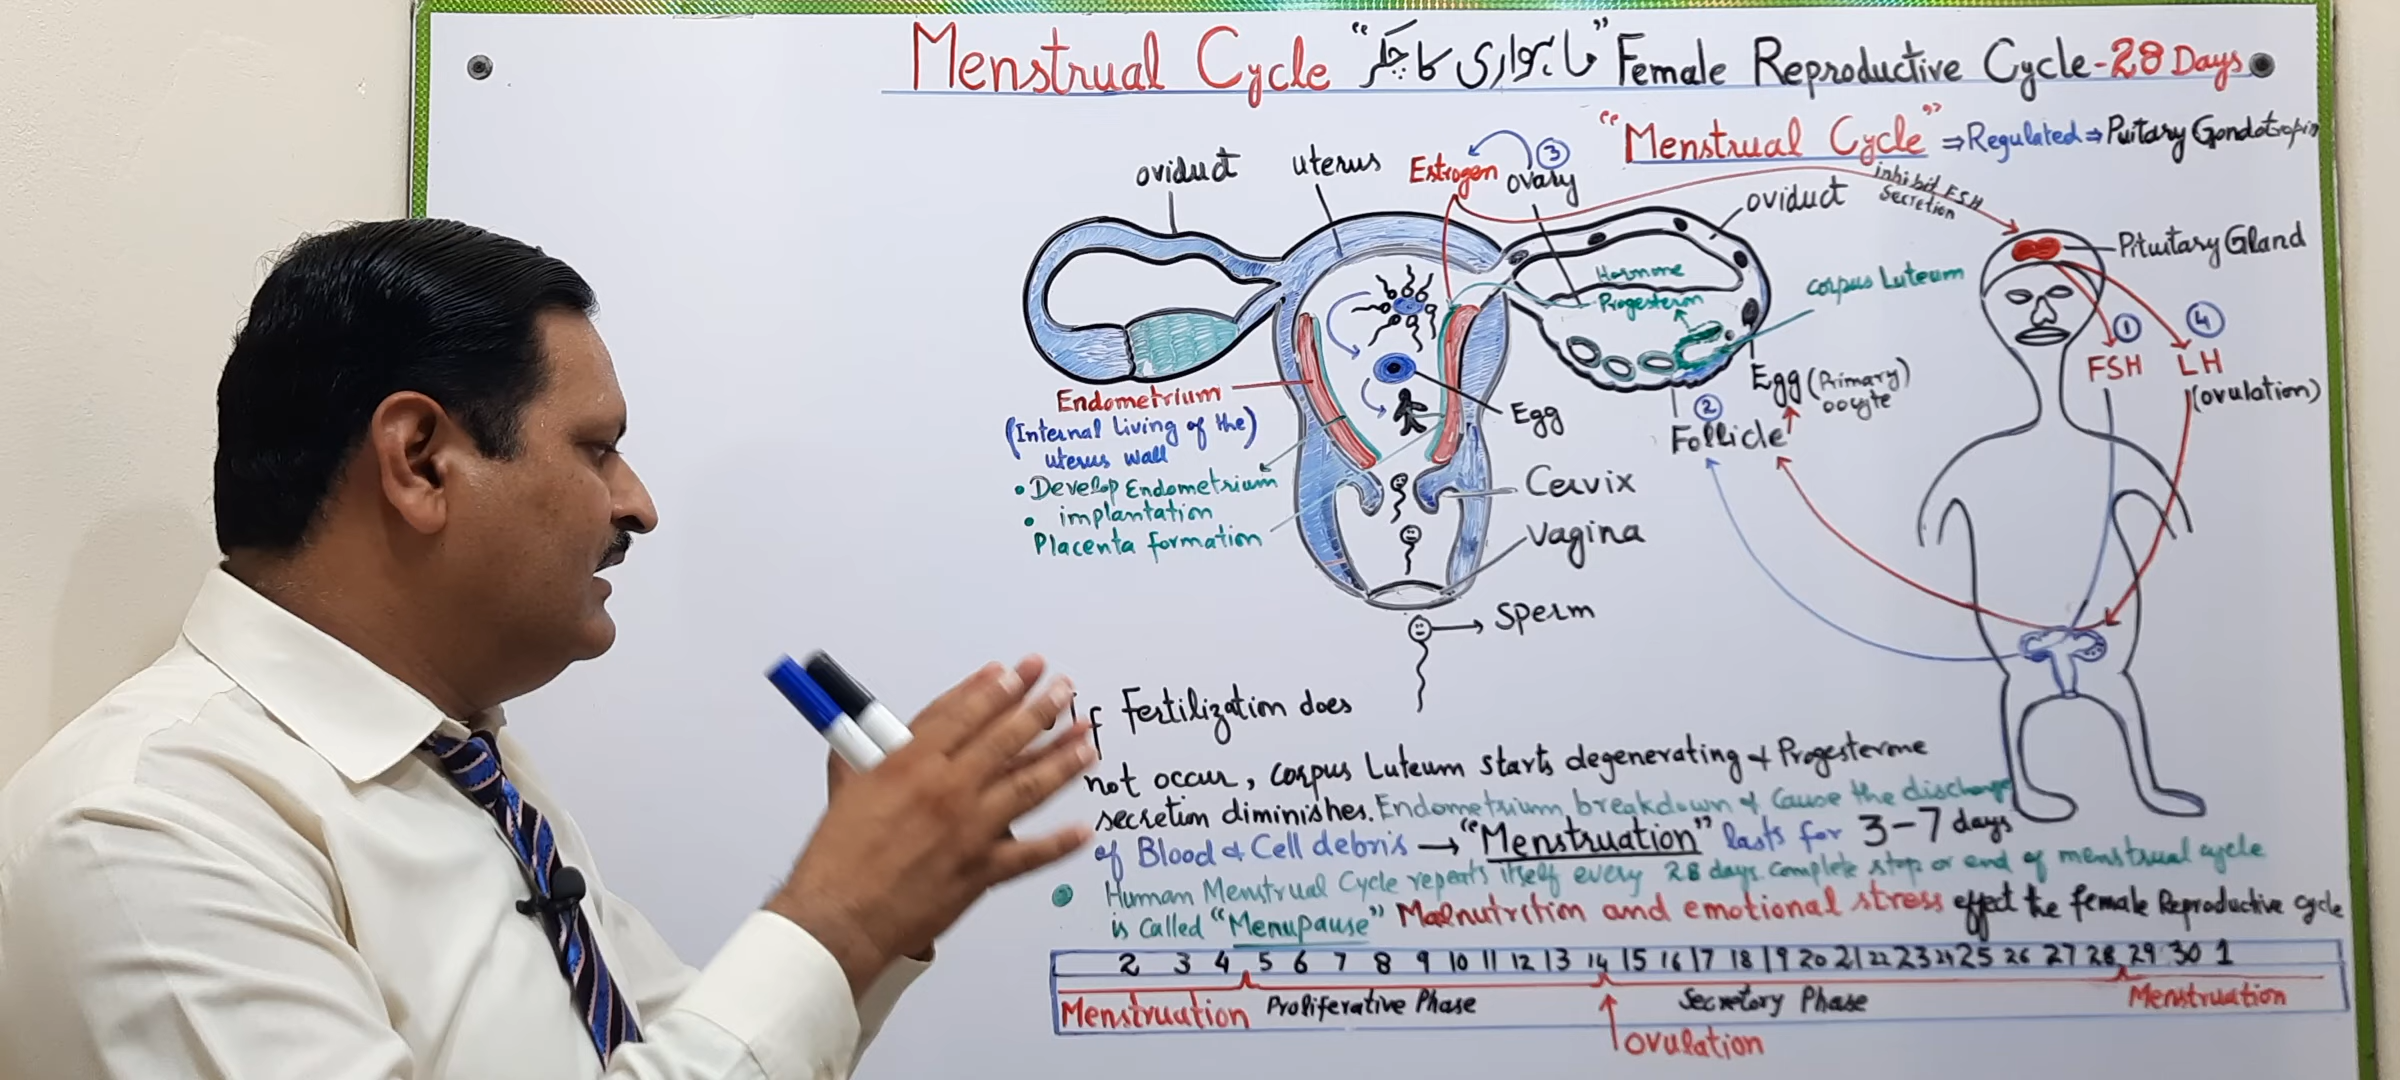 Menstrual Cycle "ماہواری کا چکر" Female Reproductive Cycle-28 Days
"Menstrual Cycle" ⇒ Regulated ⇒ Puitary Gondotropin
oviduct
uterus
Estrogen
③
ovary
inhibit FSH
Secretion
oviduct
Pituitary Gland
Hormone
Progesteron
corpus Luteum
①
FSH
④
LH
(ovulation)
Egg (Primary)
oocyte
②
Follicle
Endometrium
(Internal living of the)
uterus wall
• Develop Endometrium
• implantation
Placenta formation
Egg
Cervix
Vagina
Sperm
If Fertilization does
not occur, corpus Luteum starts degenerating & Progesterone
secretion diminishes. Endometrium breakdown & Cause the discharge
of Blood & Cell debris → "Menstruation" lasts for 3-7 days
Human Menstrual Cycle repeats itself every 28 days. complete stop or end of menstrual cycle
is called "Menupause" Malnutrition and emotional stress effect the female Reproductive cycle
2 3 4 5 6 7 8 9 10 11 12 13 14 15 16 17 18 19 20 21 22 23 24 25 26 27 28 29 30 1
Menstruation Proliferative Phase Secretory Phase Menstruation
ovulation